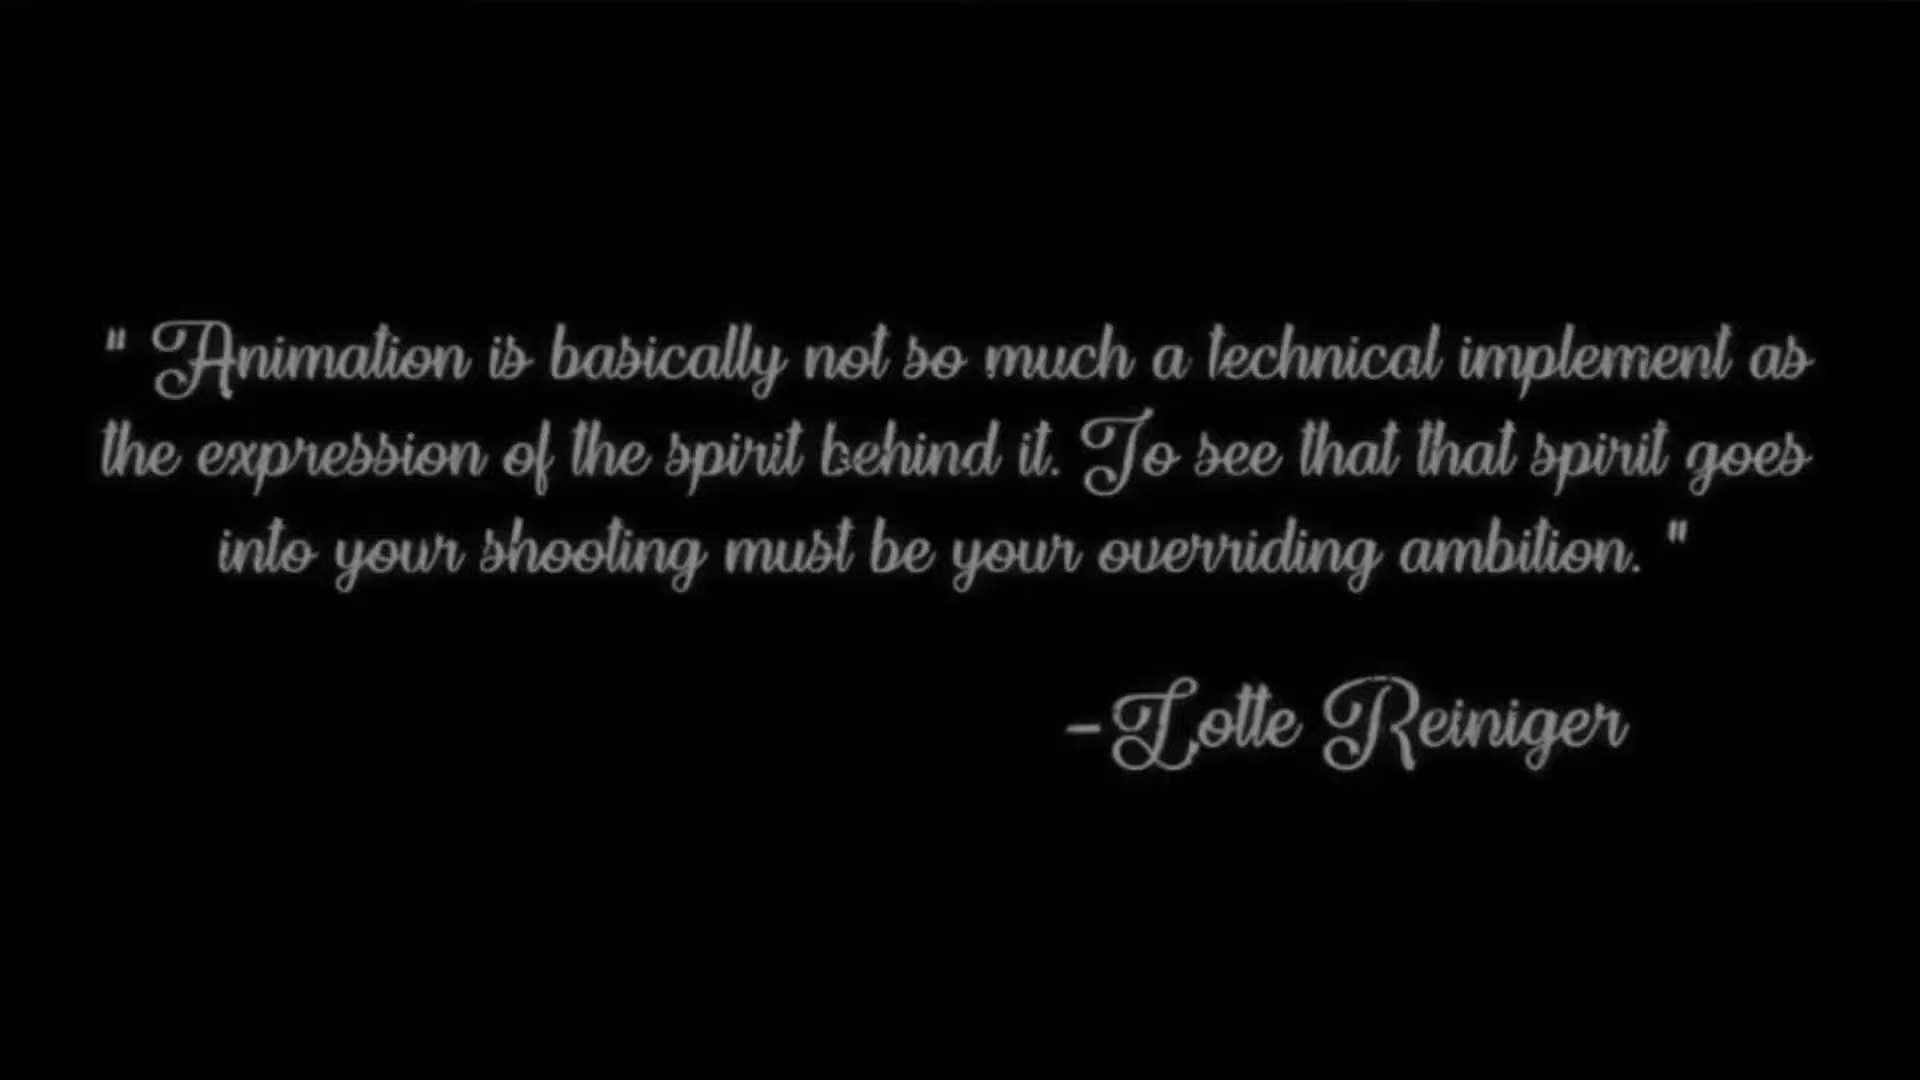 " Animation is basically not so much a technical implement as
the expression of the spirit behind it. To see that that spirit goes
into your shooting must be your overriding ambition. "
-Lotte Reiniger